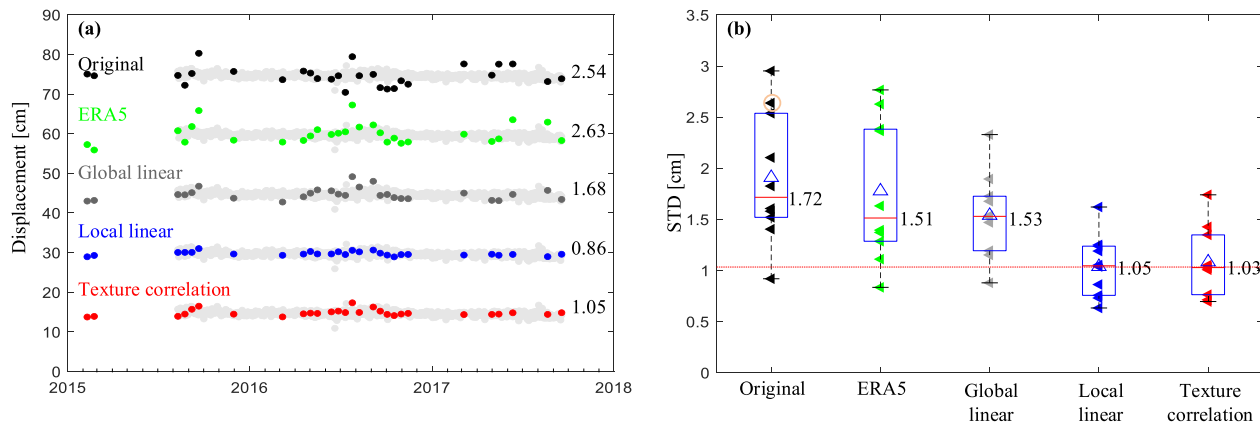 (a)
Displacement [cm]
90
80
70
60
50
40
30
20
10
0
Original
2.54
ERA5
2.63
Global linear
1.68
Local linear
0.86
Texture correlation
1.05
2015
2016
2017
2018
(b)
STD [cm]
3.5
3
2.5
2
1.5
1
0.5
0
1.72
1.51
1.53
1.05
1.03
Original
ERA5
Global
linear
Local
linear
Texture
correlation